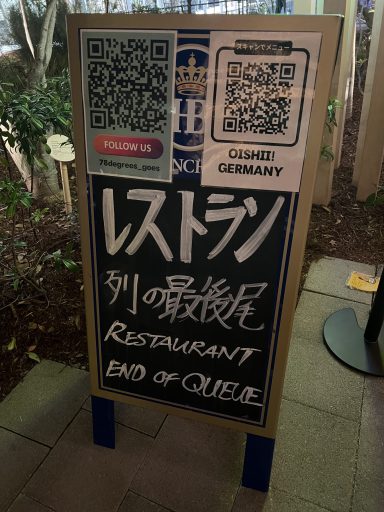 スキャンでメニュー
FOLLOW US
78degrees_goes
OISHII!
GERMANY
HB
レストラン
列の最後尾
RESTAURANT
END OF QUEUE